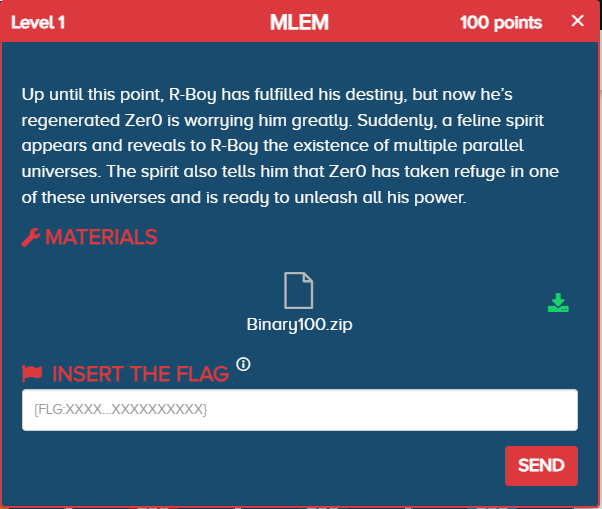 Level 1 MLEM 100 points ×
Up until this point, R-Boy has fulfilled his destiny, but now he's
regenerated Zer0 is worrying him greatly. Suddenly, a feline spirit
appears and reveals to R-Boy the existence of multiple parallel
universes. The spirit also tells him that Zer0 has taken refuge in one
of these universes and is ready to unleash all his power.
MATERIALS
Binary100.zip
INSERT THE FLAG
{FLG:XXXX...XXXXXXXXXX}
SEND